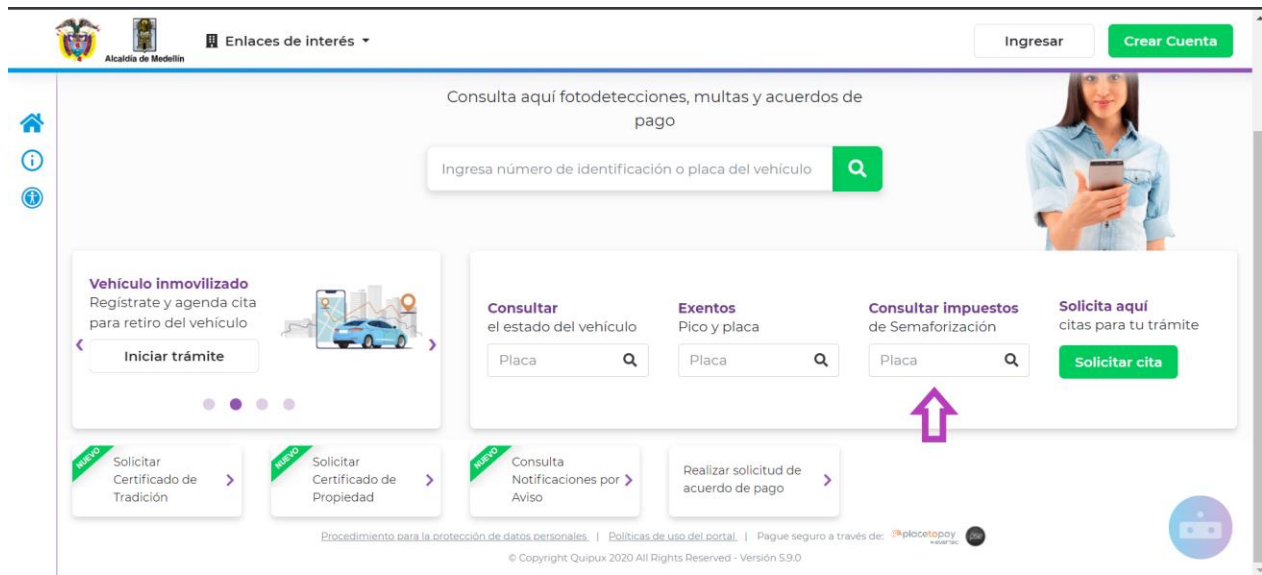 Alcaldía de Medellín
Enlaces de interés
Ingresar
Crear Cuenta
Consulta aquí fotodetecciones, multas y acuerdos de
pago
Ingresa número de identificación o placa del vehículo
Vehículo inmovilizado
Regístrate y agenda cita
para retiro del vehículo
Iniciar trámite
Consultar
el estado del vehículo
Placa
Exentos
Pico y placa
Placa
Consultar impuestos
de Semaforización
Placa
Solicita aquí
citas para tu trámite
Solicitar cita
NUEVO
Solicitar
Certificado de
Tradición
NUEVO
Solicitar
Certificado de
Propiedad
NUEVO
Consulta
Notificaciones por
Aviso
Realizar solicitud de
acuerdo de pago
Procedimiento para la protección de datos personales | Políticas de uso del portal | Pague seguro a través de: placetopay evertec pse
© Copyright Quipux 2020 All Rights Reserved - Versión 5.9.0